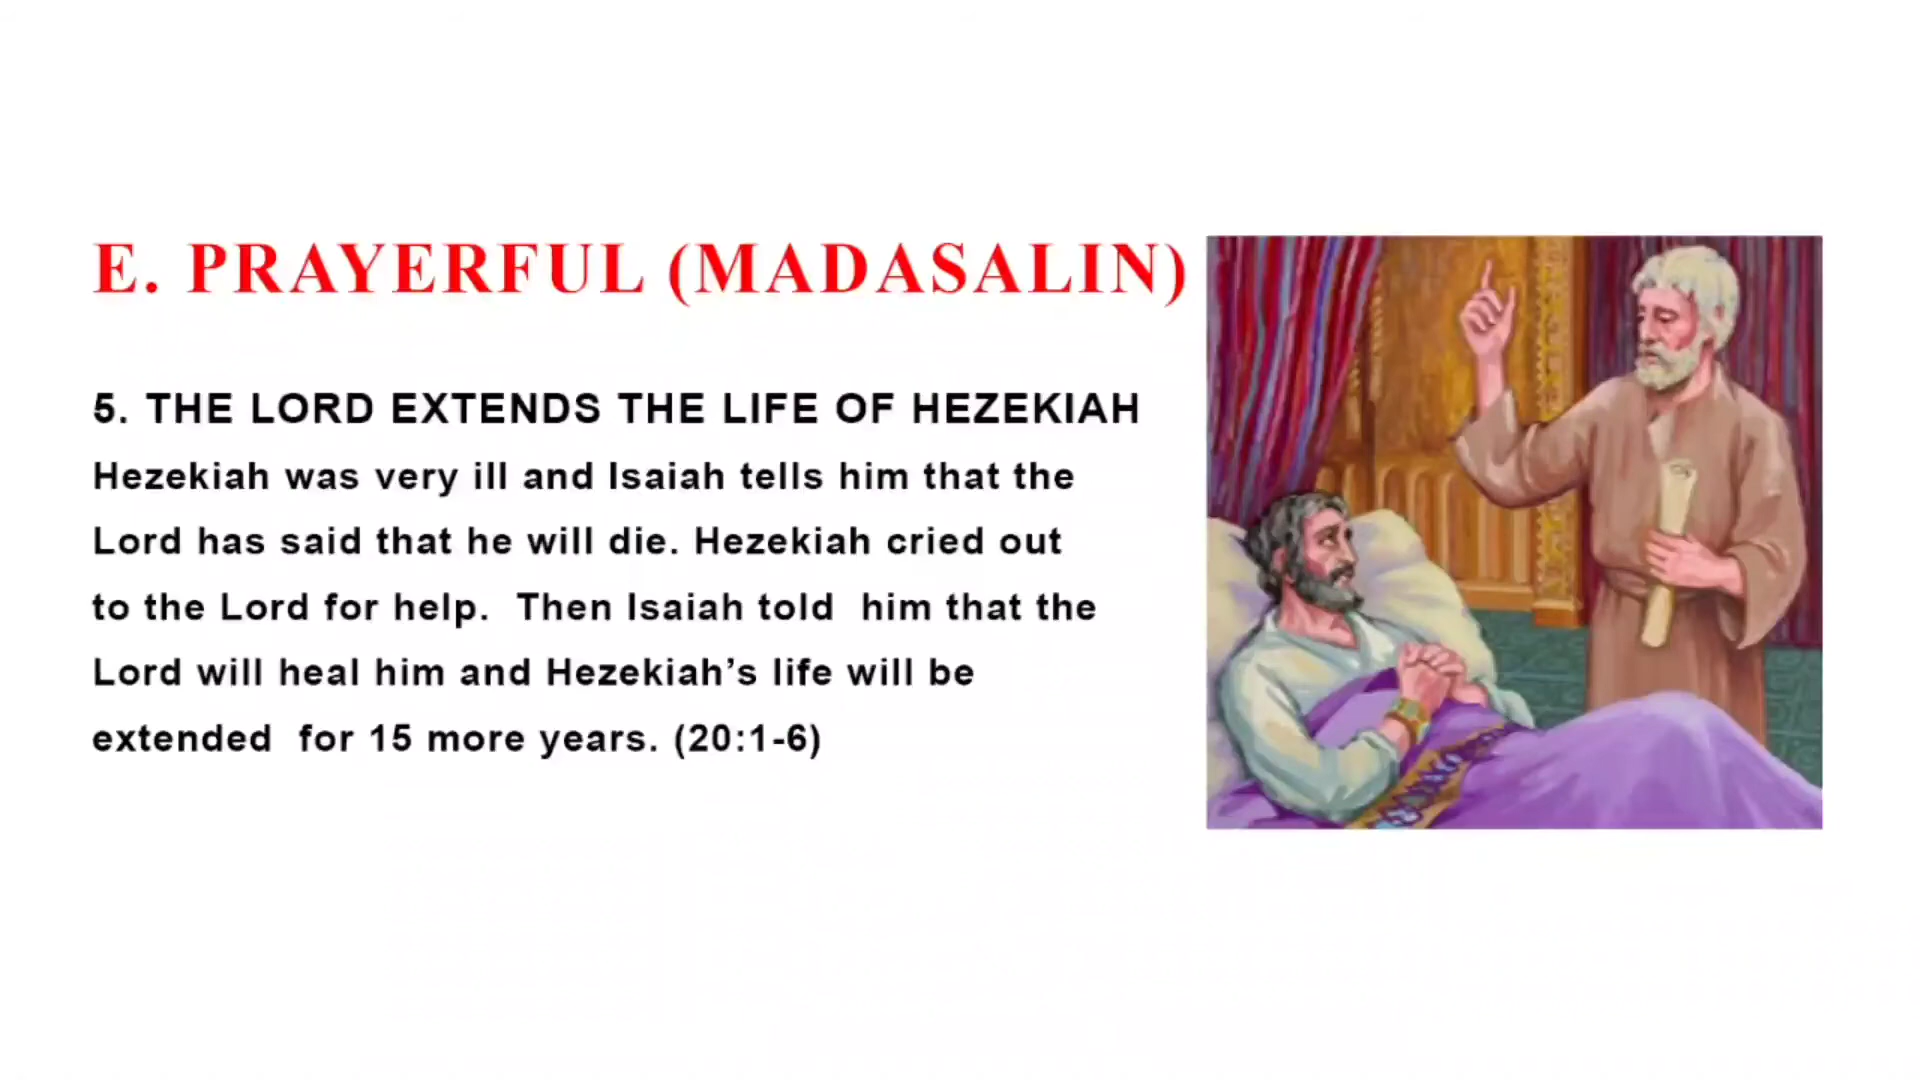 E. PRAYERFUL (MADASALIN)
5. THE LORD EXTENDS THE LIFE OF HEZEKIAH
Hezekiah was very ill and Isaiah tells him that the
Lord has said that he will die. Hezekiah cried out
to the Lord for help.  Then Isaiah told  him that the
Lord will heal him and Hezekiah’s life will be
extended  for 15 more years. (20:1-6)